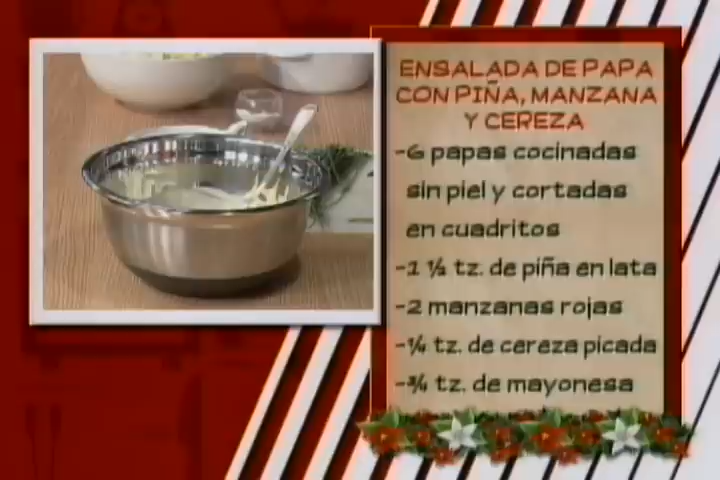 ENSALADA DE PAPA
CON PIÑA, MANZANA
Y CEREZA
-6 papas cocinadas
sin piel y cortadas
en cuadritos
-1 ½ tz. de piña en lata
-2 manzanas rojas
-¼ tz. de cereza picada
-¾ tz. de mayonesa